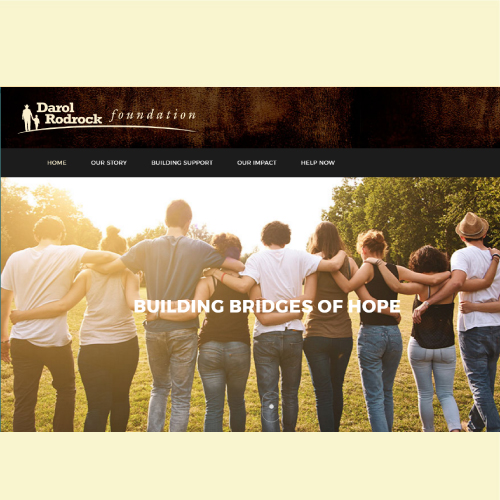 Darol
Rodrock foundation
HOME OUR STORY BUILDING SUPPORT OUR IMPACT HELP NOW
BUILDING BRIDGES OF HOPE